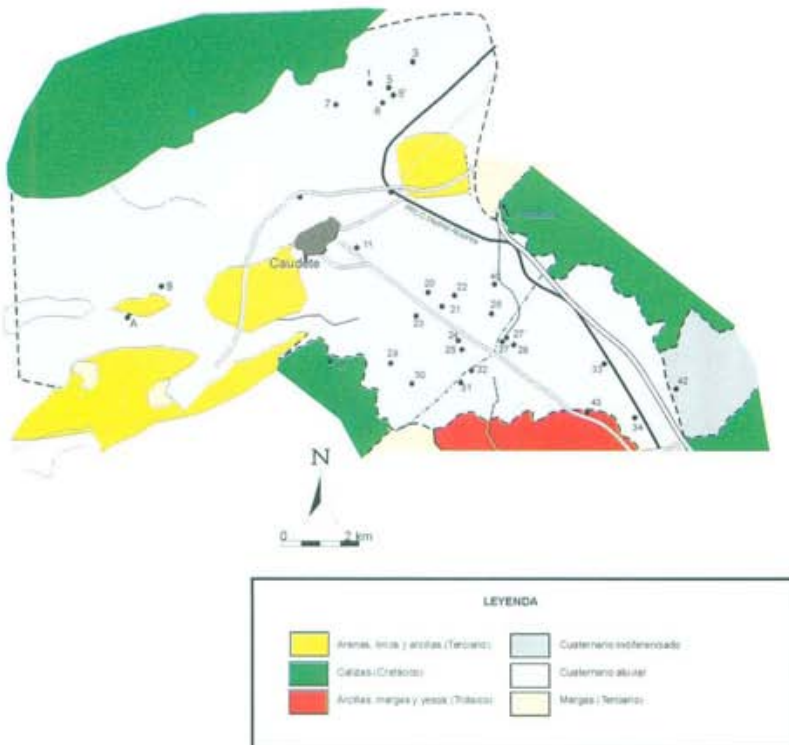 3
1
5
6'
7
6
11
Caudete
B
A
20
22
21
23
28
24
25
27
26
29
30
32
31
33
42
43
34
N
0 2 km
LEYENDA
Arenas, limos y arcillas (Terciario)
Cuaternario indiferenciado
Calizas (Cretácico)
Cuaternario aluvial
Arcillas, margas y yesos (Triásico)
Margas (Terciario)